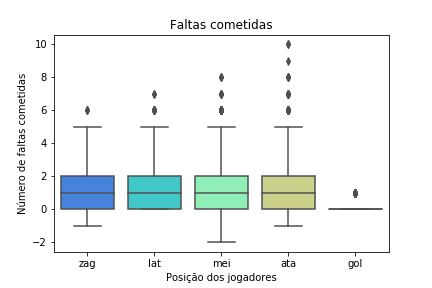 Faltas cometidas
Número de faltas cometidas
10
8
6
4
2
0
−2
zag lat mei ata gol
Posição dos jogadores